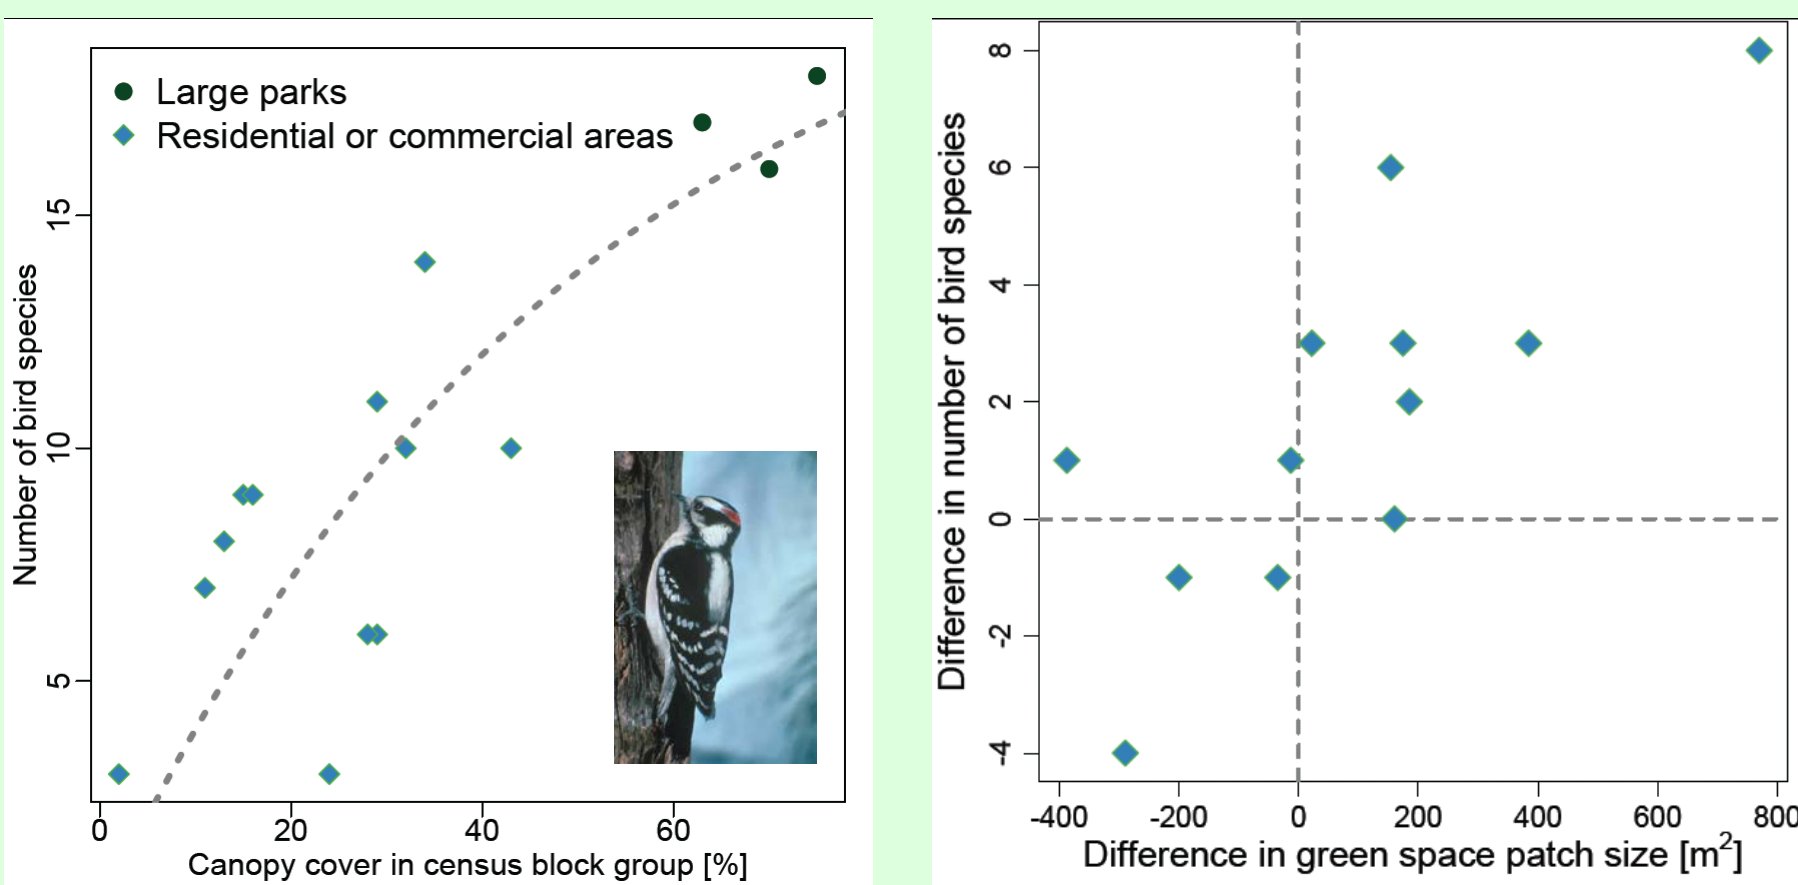 Large parks
Residential or commercial areas
Number of bird species
15
10
5
0 20 40 60
Canopy cover in census block group [%]
Difference in number of bird species
8
6
4
2
0
-2
-4
-400 -200 0 200 400 600 800
Difference in green space patch size [m²]